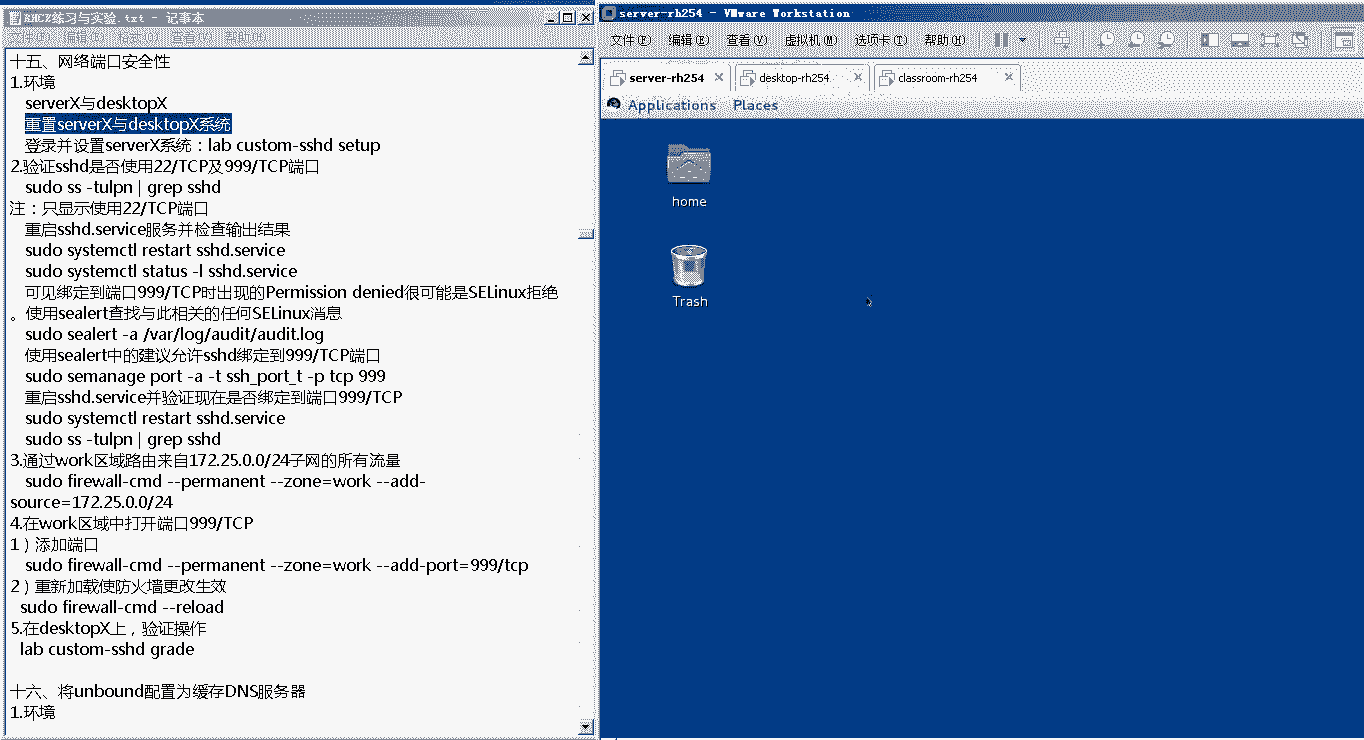 RHCE练习与实验.txt - 记事本
文件(F) 编辑(E) 格式(O) 查看(V) 帮助(H)
十五、网络端口安全性
1.环境
serverX与desktopX
重置serverX与desktopX系统
登录并设置serverX系统：lab custom-sshd setup
2.验证sshd是否使用22/TCP及999/TCP端口
sudo ss -tulpn | grep sshd
注：只显示使用22/TCP端口
重启sshd.service服务并检查输出结果
sudo systemctl restart sshd.service
sudo systemctl status -l sshd.service
可见绑定到端口999/TCP时出现的Permission denied很可能是SELinux拒绝
。使用sealert查找与此相关的任何SELinux消息
sudo sealert -a /var/log/audit/audit.log
使用sealert中的建议允许sshd绑定到999/TCP端口
sudo semanage port -a -t ssh_port_t -p tcp 999
重启sshd.service并验证现在是否绑定到端口999/TCP
sudo systemctl restart sshd.service
sudo ss -tulpn | grep sshd
3.通过work区域路由来自172.25.0.0/24子网的所有流量
sudo firewall-cmd --permanent --zone=work --add-
source=172.25.0.0/24
4.在work区域中打开端口999/TCP
1）添加端口
sudo firewall-cmd --permanent --zone=work --add-port=999/tcp
2）重新加载使防火墙更改生效
sudo firewall-cmd --reload
5.在desktopX上，验证操作
lab custom-sshd grade
十六、将unbound配置为缓存DNS服务器
1.环境
server-rh254 - VMware Workstation
文件(F) 编辑(E) 查看(V) 虚拟机(M) 选项卡(T) 帮助(H)
server-rh254 desktop-rh254 classroom-rh254
Applications Places
home
Trash